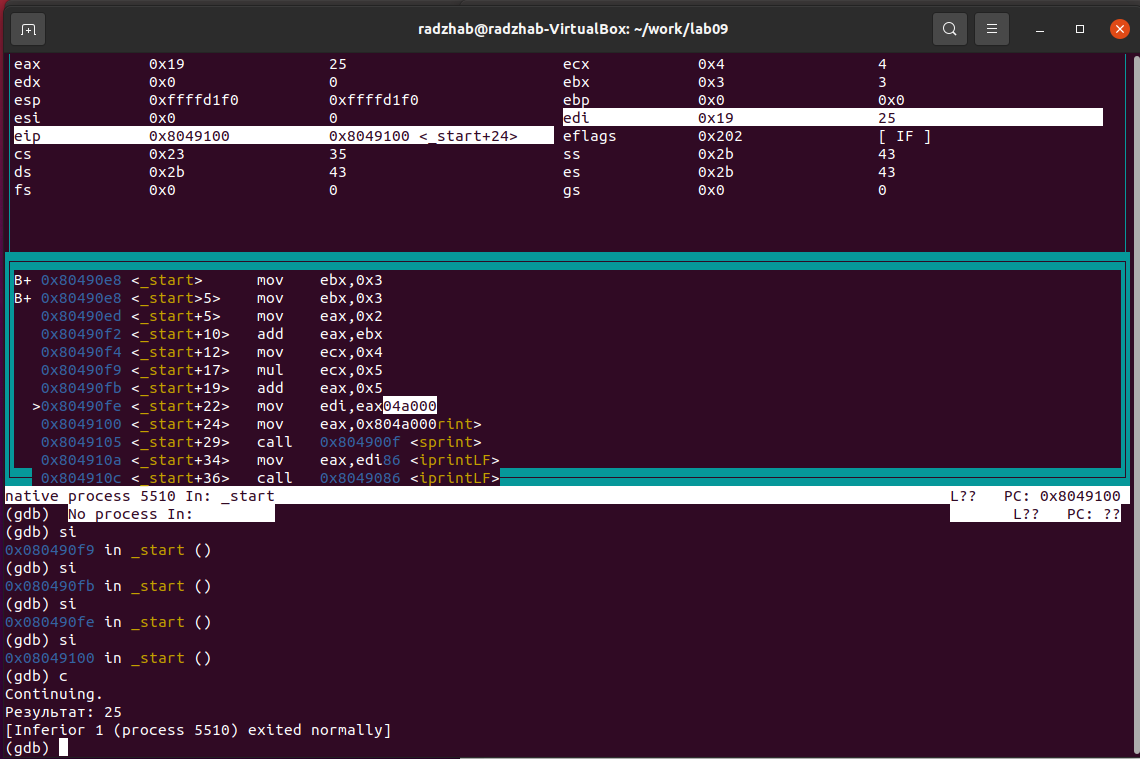 radzhab@radzhab-VirtualBox: ~/work/lab09
eax 0x19 25 ecx 0x4 4
edx 0x0 0 ebx 0x3 3
esp 0xffffd1f0 0xffffd1f0 ebp 0x0 0x0
esi 0x0 0 edi 0x19 25
eip 0x8049100 0x8049100 <_start+24> eflags 0x202 [ IF ]
cs 0x23 35 ss 0x2b 43
ds 0x2b 43 es 0x2b 43
fs 0x0 0 gs 0x0 0
B+ 0x80490e8 <_start> mov ebx,0x3
B+ 0x80490e8 <_start>5> mov ebx,0x3
0x80490ed <_start+5> mov eax,0x2
0x80490f2 <_start+10> add eax,ebx
0x80490f4 <_start+12> mov ecx,0x4
0x80490f9 <_start+17> mul ecx,0x5
0x80490fb <_start+19> add eax,0x5
>0x80490fe <_start+22> mov edi,eax04a000
0x8049100 <_start+24> mov eax,0x804a000rint>
0x8049105 <_start+29> call 0x804900f <sprint>
0x804910a <_start+34> mov eax,edi86 <iprintLF>
0x804910c <_start+36> call 0x8049086 <iprintLF>
native process 5510 In: _start L?? PC: 0x8049100
(gdb) No process In: L?? PC: ??
(gdb) si
0x080490f9 in _start ()
(gdb) si
0x080490fb in _start ()
(gdb) si
0x080490fe in _start ()
(gdb) si
0x08049100 in _start ()
(gdb) c
Continuing.
Результат: 25
[Inferior 1 (process 5510) exited normally]
(gdb)